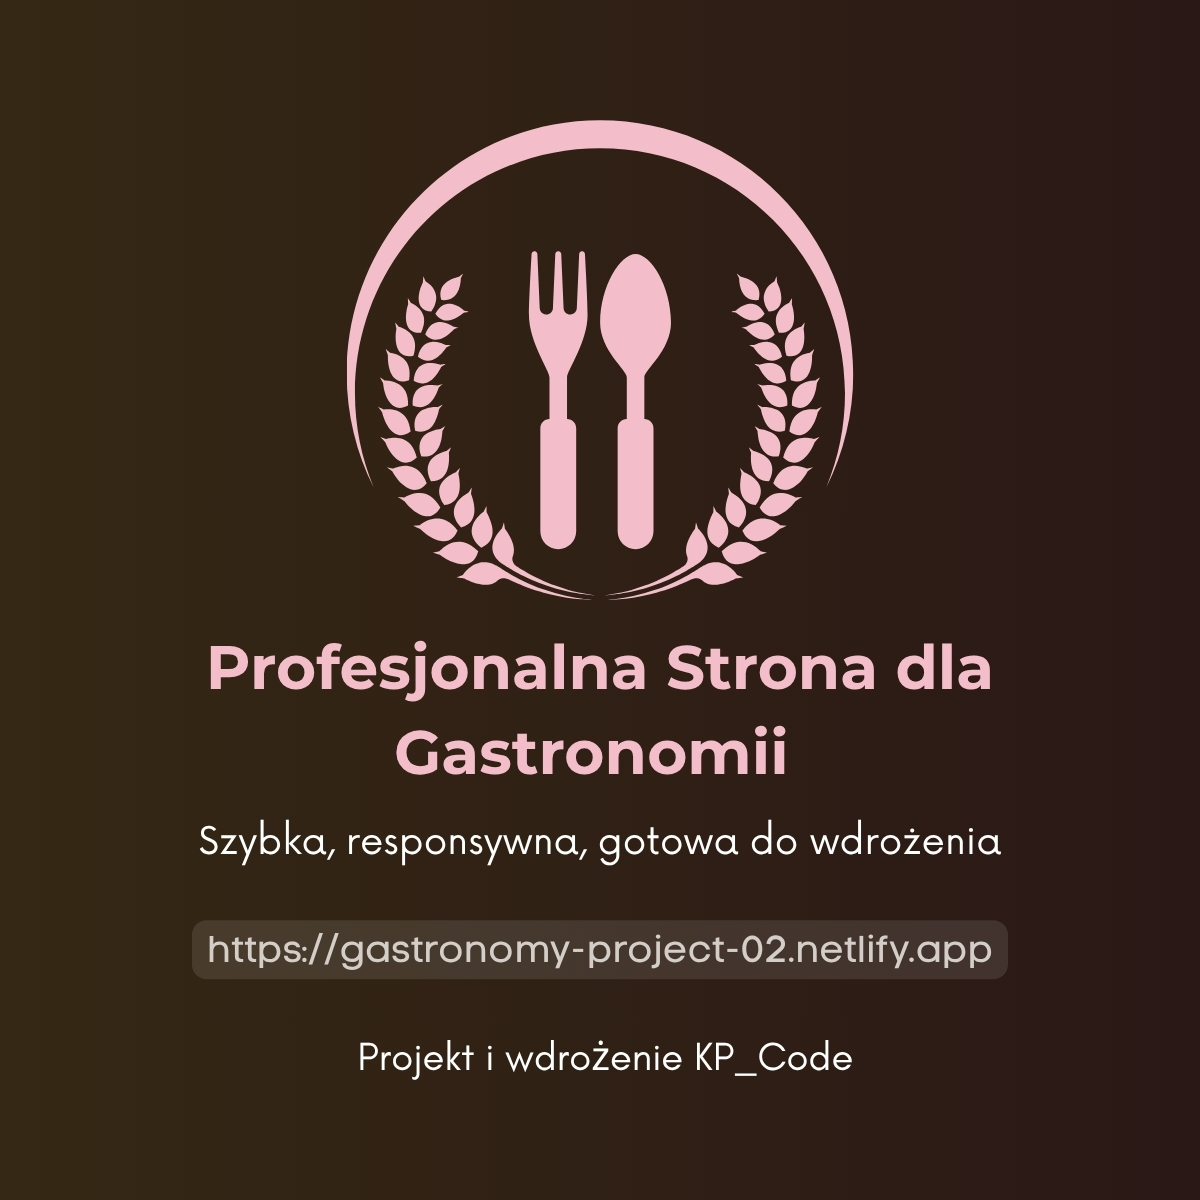 Profesjonalna Strona dla
Gastronomii
Szybka, responsywna, gotowa do wdrożenia
https://gastronomy-project-02.netlify.app
Projekt i wdrożenie KP_Code